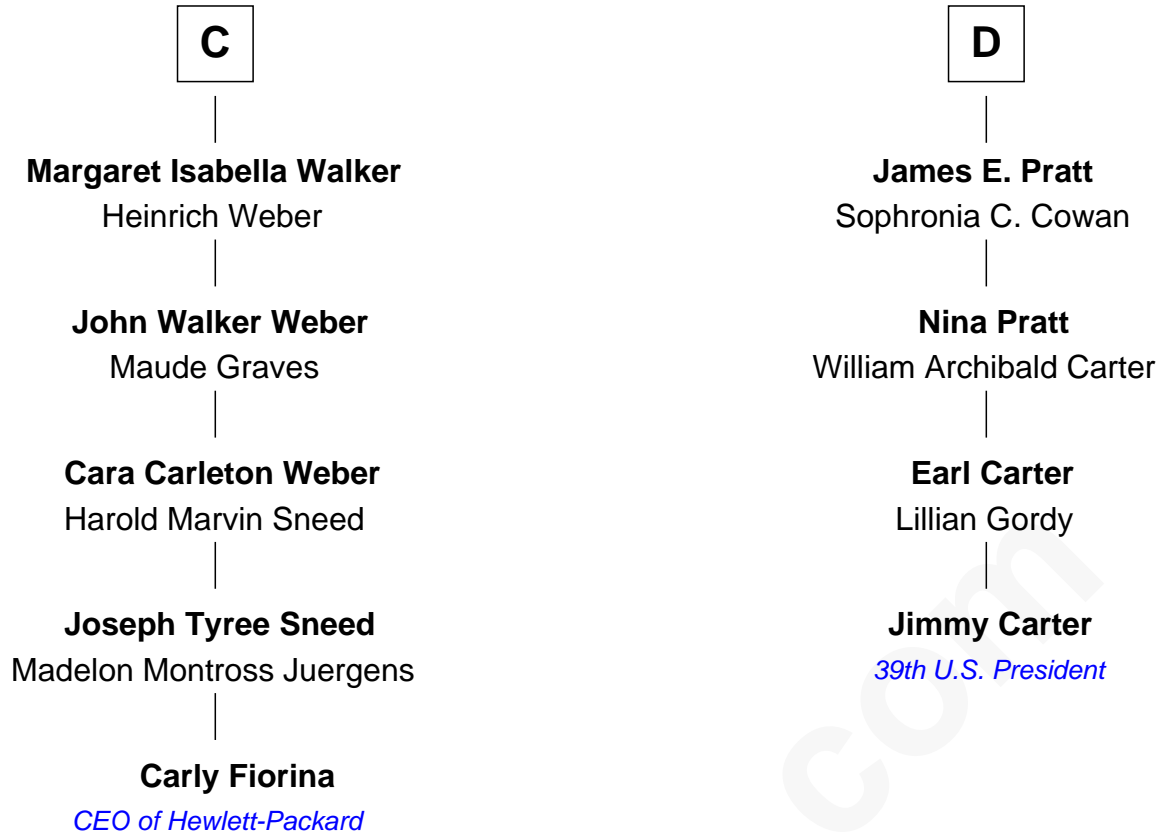 C
Margaret Isabella Walker
Heinrich Weber
John Walker Weber
Maude Graves
Cara Carleton Weber
Harold Marvin Sneed
Joseph Tyree Sneed
Madelon Montross Juergens
Carly Fiorina
CEO of Hewlett-Packard
D
James E. Pratt
Sophronia C. Cowan
Nina Pratt
William Archibald Carter
Earl Carter
Lillian Gordy
Jimmy Carter
39th U.S. President
com